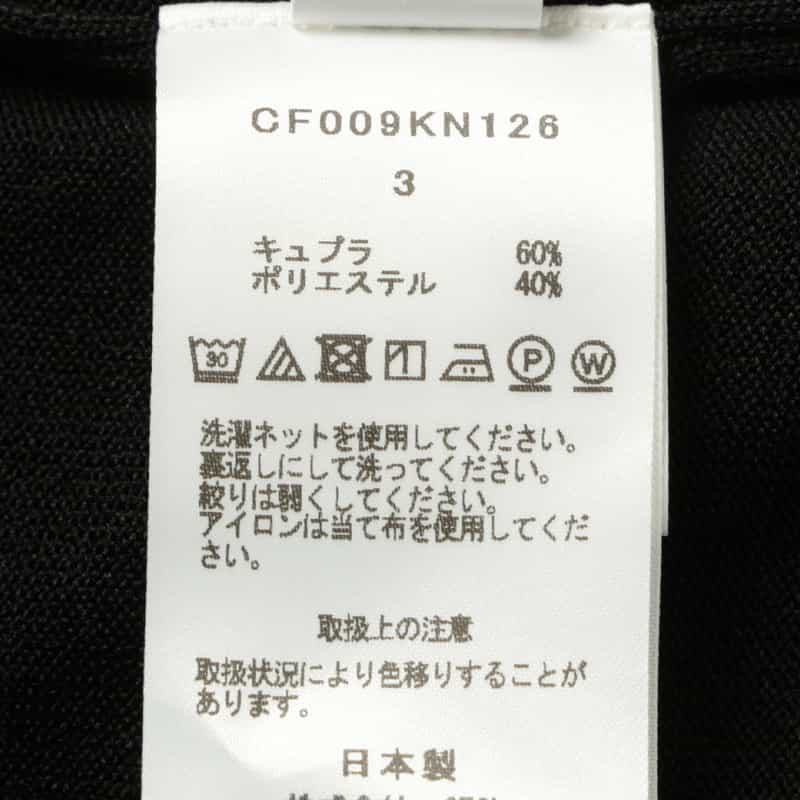 CF009KN126
3
キュプラ 60%
ポリエステル 40%
30 P W
洗濯ネットを使用してください。
裏返しにして洗ってください。
絞りは弱くしてください。
アイロンは当て布を使用してくだ
さい。
取扱上の注意
取扱状況により色移りすることが
あります。
日本製